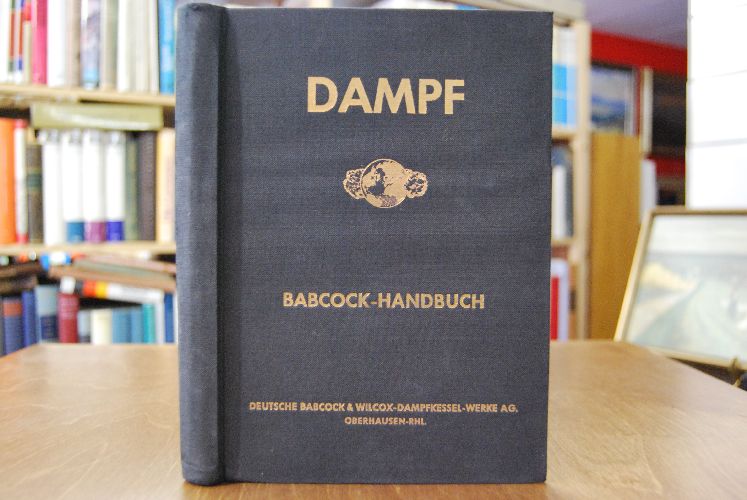 DAMPF
BABCOCK-HANDBUCH
DEUTSCHE BABCOCK & WILCOX-DAMPFKESSEL-WERKE AG.
OBERHAUSEN-RHL.